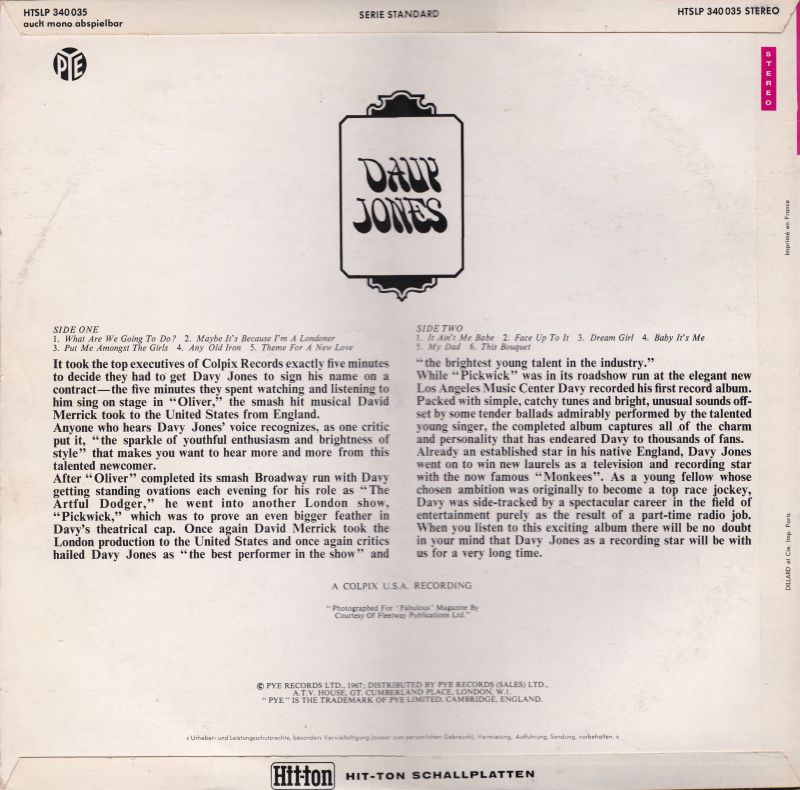 HTSLP 340035
auch mono abspielbar
SERIE STANDARD
HTSLP 340035 STEREO
PYE
STEREO
DAVY
JONES
Imprimé en France
SIDE ONE
1. What Are We Going To Do? 2. Maybe It's Because I'm A Londoner
3. Put Me Amongst The Girls 4. Any Old Iron 5. Theme For A New Love
It took the top executives of Colpix Records exactly five minutes
to decide they had to get Davy Jones to sign his name on a
contract—the five minutes they spent watching and listening to
him sing on stage in “Oliver,” the smash hit musical David
Merrick took to the United States from England.
Anyone who hears Davy Jones' voice recognizes, as one critic
put it, “the sparkle of youthful enthusiasm and brightness of
style” that makes you want to hear more and more from this
talented newcomer.
After “Oliver” completed its smash Broadway run with Davy
getting standing ovations each evening for his role as “The
Artful Dodger,” he went into another London show,
“Pickwick,” which was to prove an even bigger feather in
Davy's theatrical cap. Once again David Merrick took the
London production to the United States and once again critics
hailed Davy Jones as “the best performer in the show” and
SIDE TWO
1. It Ain't Me Babe 2. Face Up To It 3. Dream Girl 4. Baby It's Me
5. My Dad 6. This Bouquet
“the brightest young talent in the industry.”
While “Pickwick” was in its roadshow run at the elegant new
Los Angeles Music Center Davy recorded his first record album.
Packed with simple, catchy tunes and bright, unusual sounds off-
set by some tender ballads admirably performed by the talented
young singer, the completed album captures all of the charm
and personality that has endeared Davy to thousands of fans.
Already an established star in his native England, Davy Jones
went on to win new laurels as a television and recording star
with the now famous “Monkees”. As a young fellow whose
chosen ambition was originally to become a top race jockey,
Davy was side-tracked by a spectacular career in the field of
entertainment purely as the result of a part-time radio job.
When you listen to this exciting album there will be no doubt
in your mind that Davy Jones as a recording star will be with
us for a very long time.
DILLARD et Cie. Imp. Paris
A COLPIX U.S.A. RECORDING
“Photographed For “Fabulous” Magazine By
Courtesy Of Fleetway Publications Ltd.”
© PYE RECORDS LTD., 1967; DISTRIBUTED BY PYE RECORDS (SALES) LTD.,
A.T.V. HOUSE, GT. CUMBERLAND PLACE, LONDON, W.1.
“PYE” IS THE TRADEMARK OF PYE LIMITED, CAMBRIDGE, ENGLAND.
« Urheber- und Leistungsschutzrechte, besonders Vervielfältigung (ausser zum persönlichen Gebrauch), Vermietung, Aufführung, Sendung, vorbehalten. »
Hit-ton HIT-TON SCHALLPLATTEN